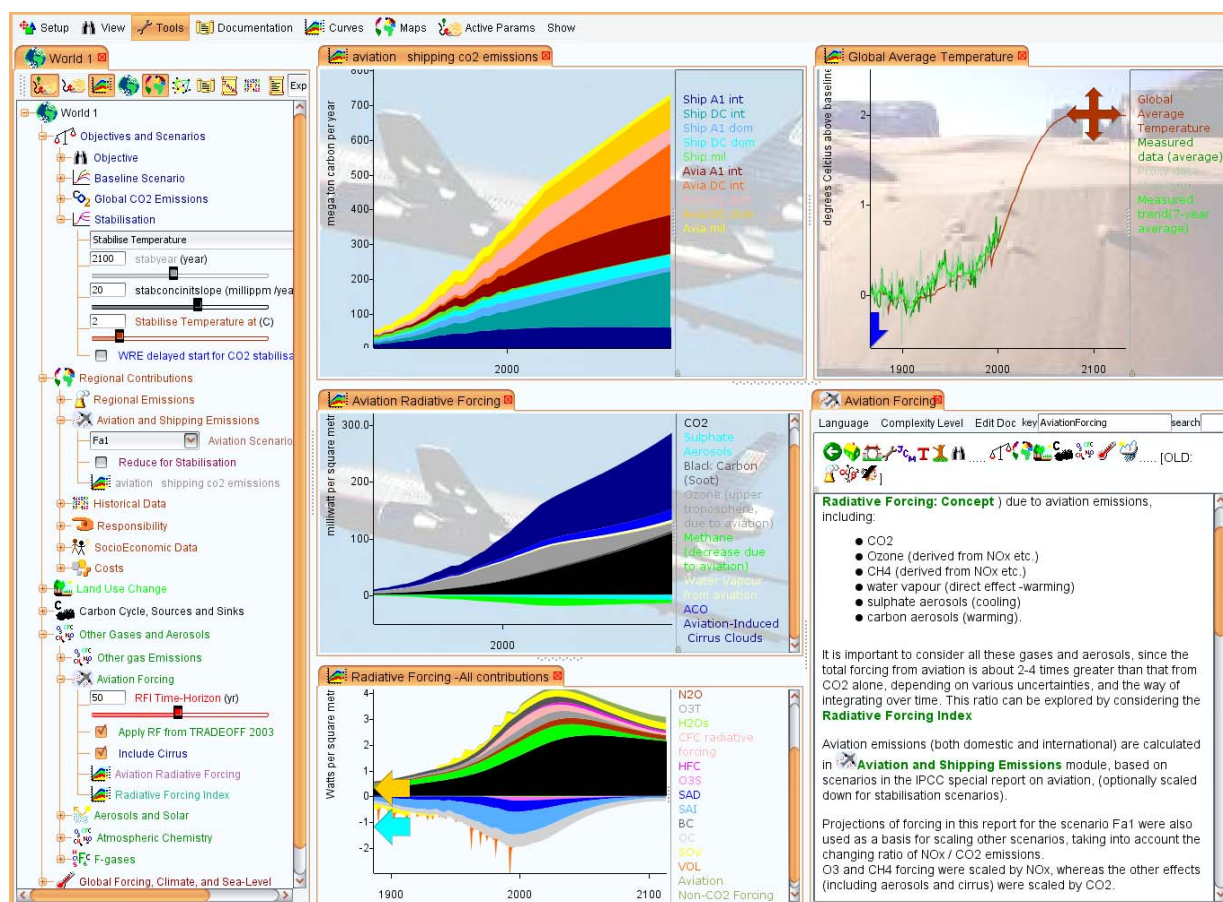 Setup View Tools Documentation Curves Maps Active Params Show
World 1
Exp
World 1
Objectives and Scenarios
Objective
Baseline Scenario
CO2 Global CO2 Emissions
Stabilisation
Stabilise Temperature
2100 stabyear (year)
20 stabconcinitslope (millippm /yea
2 Stabilise Temperature at (C)
WRE delayed start for CO2 stabilisa
Regional Contributions
Regional Emissions
Aviation and Shipping Emissions
Fa1 Aviation Scenario
Reduce for Stabilisation
aviation shipping co2 emissions
Historical Data
Responsibility
SocioEconomic Data
Costs
Land Use Change
Carbon Cycle, Sources and Sinks
Other Gases and Aerosols
Other gas Emissions
Aviation Forcing
50 RFI Time-Horizon (yr)
Apply RF from TRADEOFF 2003
Include Cirrus
Aviation Radiative Forcing
Radiative Forcing Index
Aerosols and Solar
Atmospheric Chemistry
F-gases
Global Forcing, Climate, and Sea-Level
aviation shipping co2 emissions
mega ton carbon per year
800
700
600
500
400
300
200
100
0
2000
Ship A1 int
Ship DC int
Ship A1 dom
Ship DC dom
Ship mil
Avia A1 int
Avia DC int
Avia mil
Global Average Temperature
degrees Celcius above baseline
2
1
0
1900 2000 2100
Global
Average
Temperature
Measured
data (average)
Proxy data
Measured
trend(7-year
average)
Aviation Radiative Forcing
milliwatt per square metr
300.0
200
100
0
2000
CO2
Sulphate
Aerosols
Black Carbon
(Soot)
Ozone (upper
troposphere,
due to aviation)
Methane
(decrease due
to aviation)
Water Vapour
from aviation
ACO
Aviation-Induced
Cirrus Clouds
Radiative Forcing -All contributions
Watts per square metr
4
3
2
1
0
-1
-2
1900 2000 2100
N2O
O3T
H2Os
CFC radiative
forcing
HFC
O3S
SAD
SAI
BC
OC
SOV
VOL
Aviation
Non-CO2 Forcing
Aviation Forcing
Language Complexity Level Edit Doc key AviationForcing search
..... ..... [OLD:
]
Radiative Forcing: Concept ) due to aviation emissions,
including:
● CO2
● Ozone (derived from NOx etc.)
● CH4 (derived from NOx etc.)
● water vapour (direct effect -warming)
● sulphate aerosols (cooling)
● carbon aerosols (warming).
It is important to consider all these gases and aerosols, since the
total forcing from aviation is about 2-4 times greater than that from
CO2 alone, depending on various uncertainties, and the way of
integrating over time. This ratio can be explored by considering the
Radiative Forcing Index
Aviation emissions (both domestic and international) are calculated
in Aviation and Shipping Emissions module, based on
scenarios in the IPCC special report on aviation, (optionally scaled
down for stabilisation scenarios).
Projections of forcing in this report for the scenario Fa1 were also
used as a basis for scaling other scenarios, taking into account the
changing ratio of NOx / CO2 emissions.
O3 and CH4 forcing were scaled by NOx, whereas the other effects
(including aerosols and cirrus) were scaled by CO2.